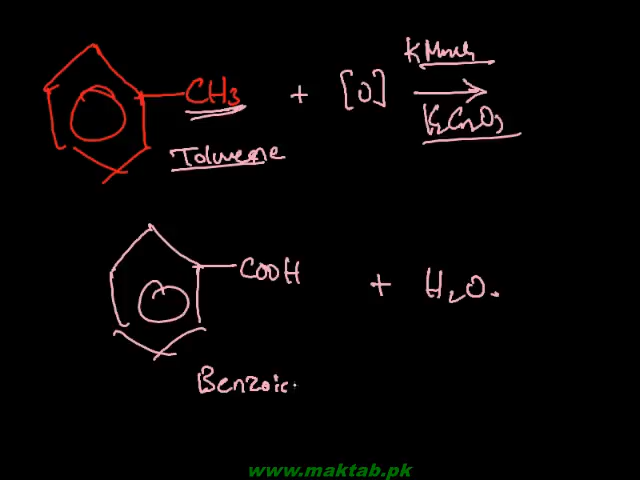 KMnO4
CH3 + [O]
K2Cr2O7
Toluene
COOH + H2O.
Benzoic
www.maktab.pk